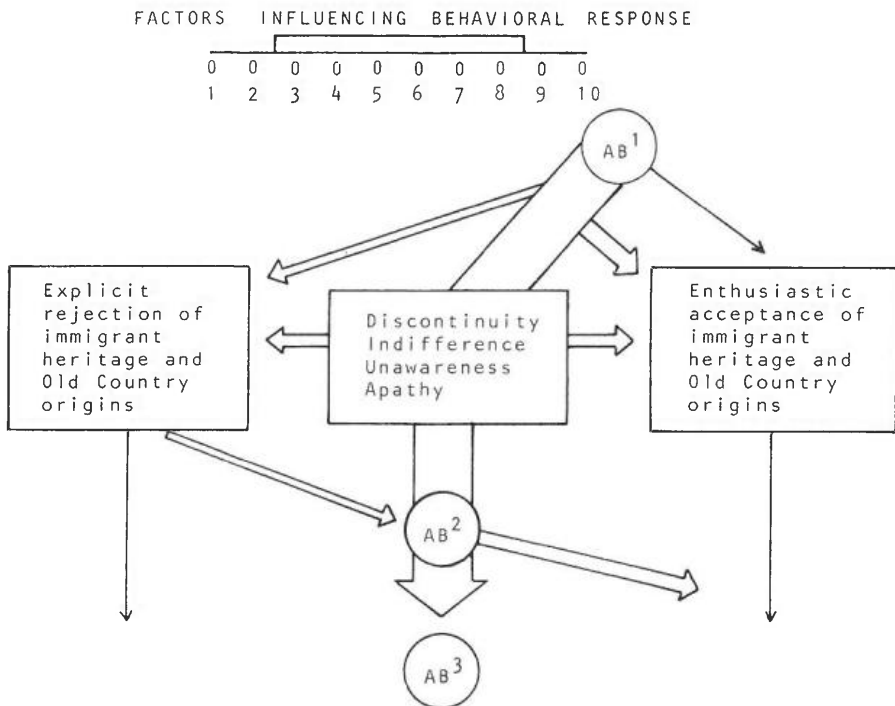 FACTORS INFLUENCING BEHAVIORAL RESPONSE
0 0 0 0 0 0 0 0 0 0
1 2 3 4 5 6 7 8 9 10
AB¹
Explicit
rejection of
immigrant
heritage and
Old Country
origins
Discontinuity
Indifference
Unawareness
Apathy
Enthusiastic
acceptance of
immigrant
heritage and
Old Country
origins
AB²
AB³